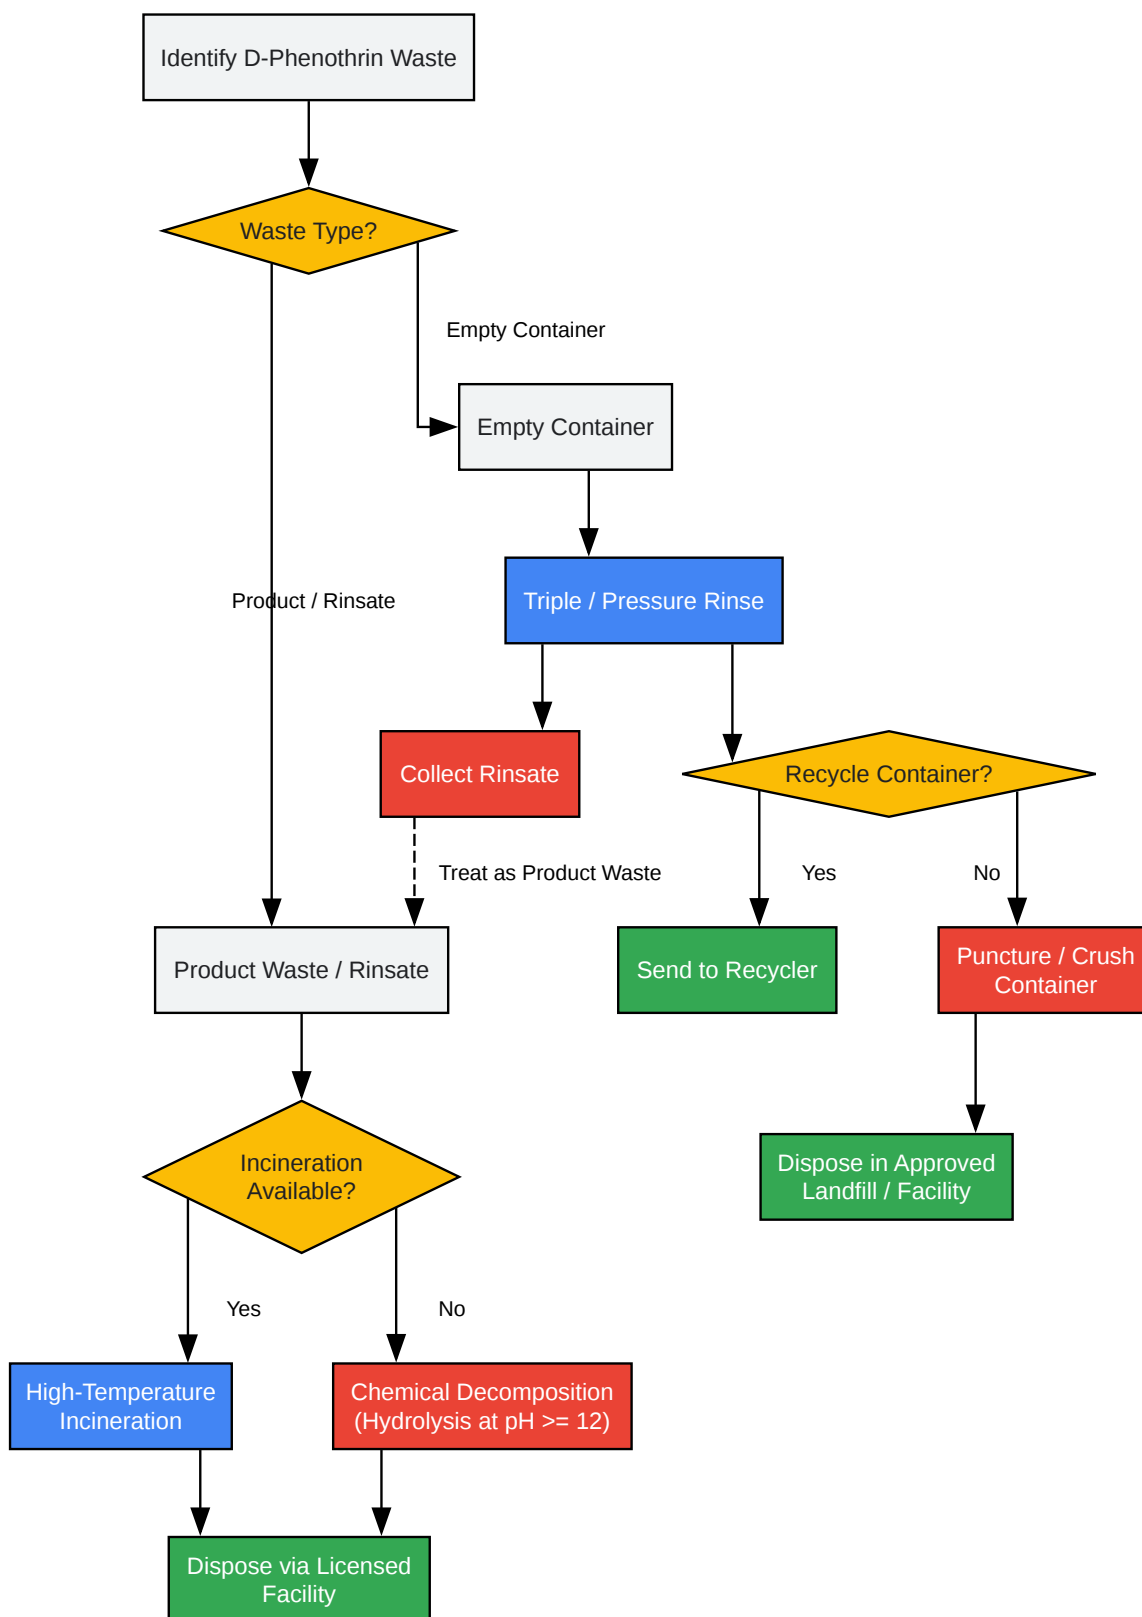 Identify D-Phenothrin Waste
Waste Type?
Empty Container
Empty Container
Product / Rinsate
Triple / Pressure Rinse
Collect Rinsate
Recycle Container?
Treat as Product Waste
Yes
No
Product Waste / Rinsate
Send to Recycler
Puncture / Crush
Container
Incineration
Available?
Dispose in Approved
Landfill / Facility
Yes
No
High-Temperature
Incineration
Chemical Decomposition
(Hydrolysis at pH >= 12)
Dispose via Licensed
Facility